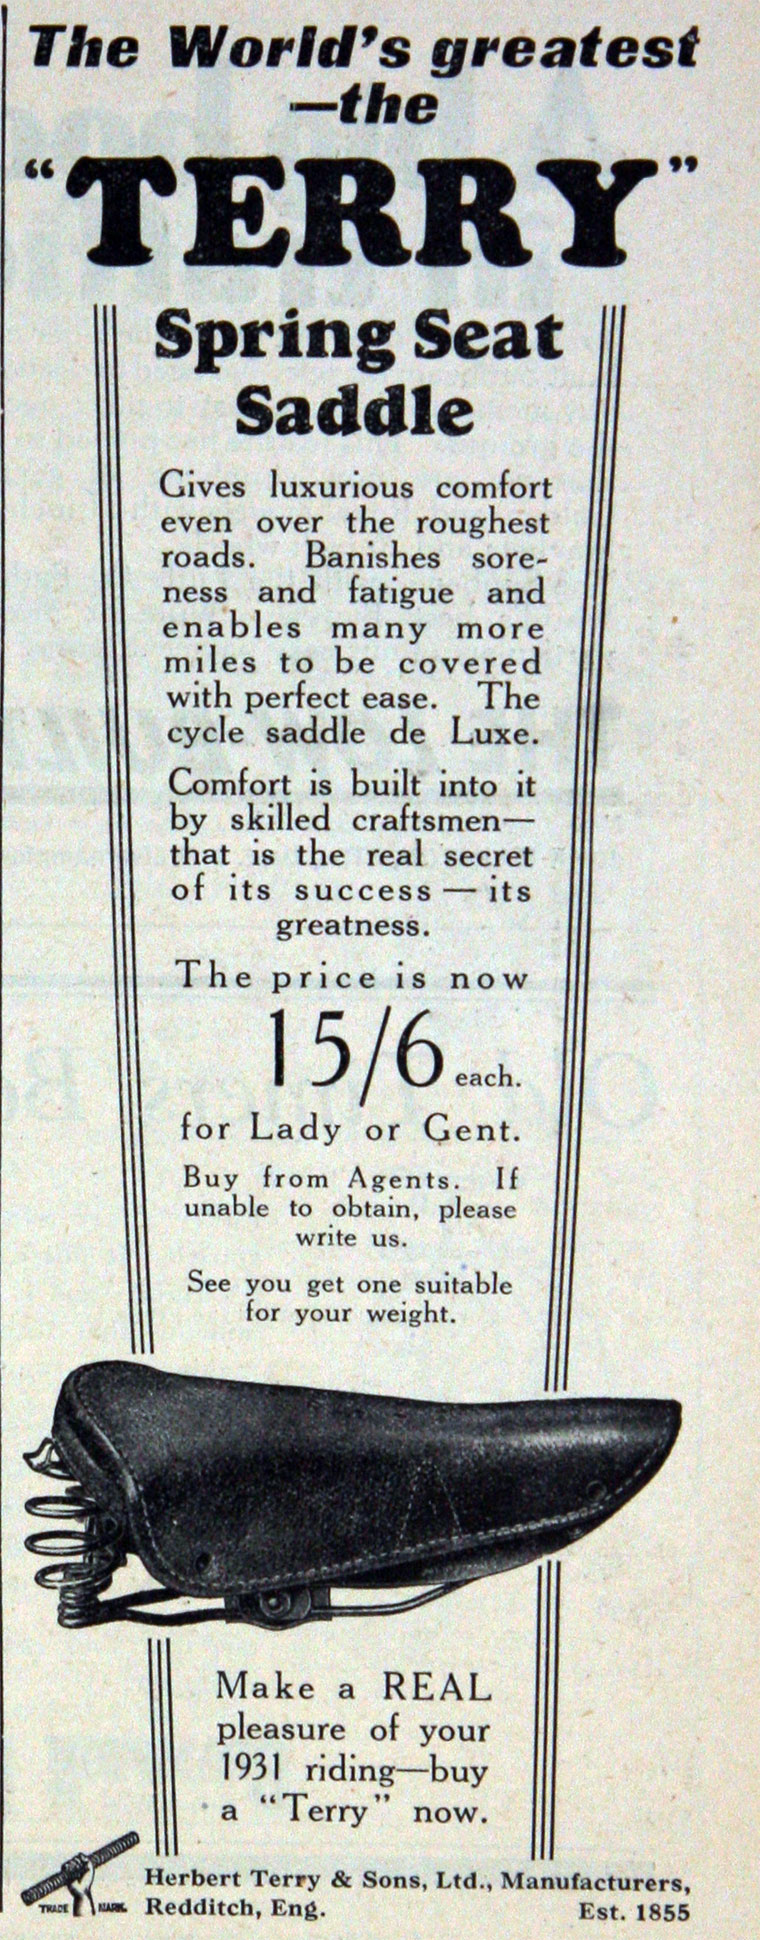 The World's greatest
—the
"TERRY"
Spring Seat
Saddle
Gives luxurious comfort
even over the roughest
roads. Banishes sore-
ness and fatigue and
enables many more
miles to be covered
with perfect ease. The
cycle saddle de Luxe.
Comfort is built into it
by skilled craftsmen—
that is the real secret
of its success — its
greatness.
The price is now
15/6 each.
for Lady or Gent.
Buy from Agents. If
unable to obtain, please
write us.
See you get one suitable
for your weight.
Make a REAL
pleasure of your
1931 riding—buy
a "Terry" now.
TRADE MARK.
Herbert Terry & Sons, Ltd., Manufacturers,
Redditch, Eng. Est. 1855